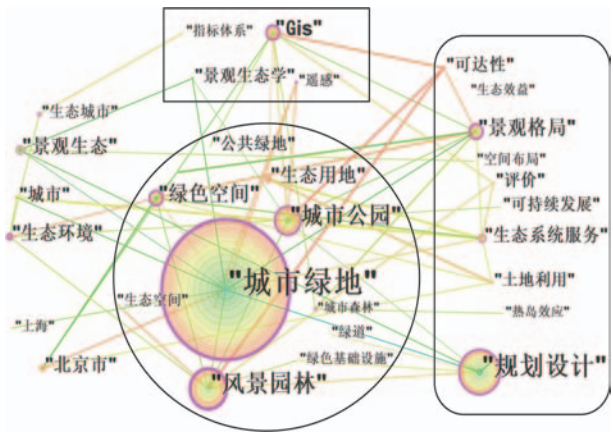 "指标体系"
"Gis"
"景观生态学"
"遥感"
"可达性"
"生态效益"
"生态城市"
"景观格局"
"景观生态"
"公共绿地"
"空间布局"
"生态用地"
"评价"
"城市"
"绿色空间"
"可持续发展"
"城市公园"
"生态环境"
"生态系统服务"
"城市绿地"
"土地利用"
"生态空间"
"城市森林"
"热岛效应"
"上海"
"绿道"
"绿色基础设施"
"北京市"
"规划设计"
"风景园林"